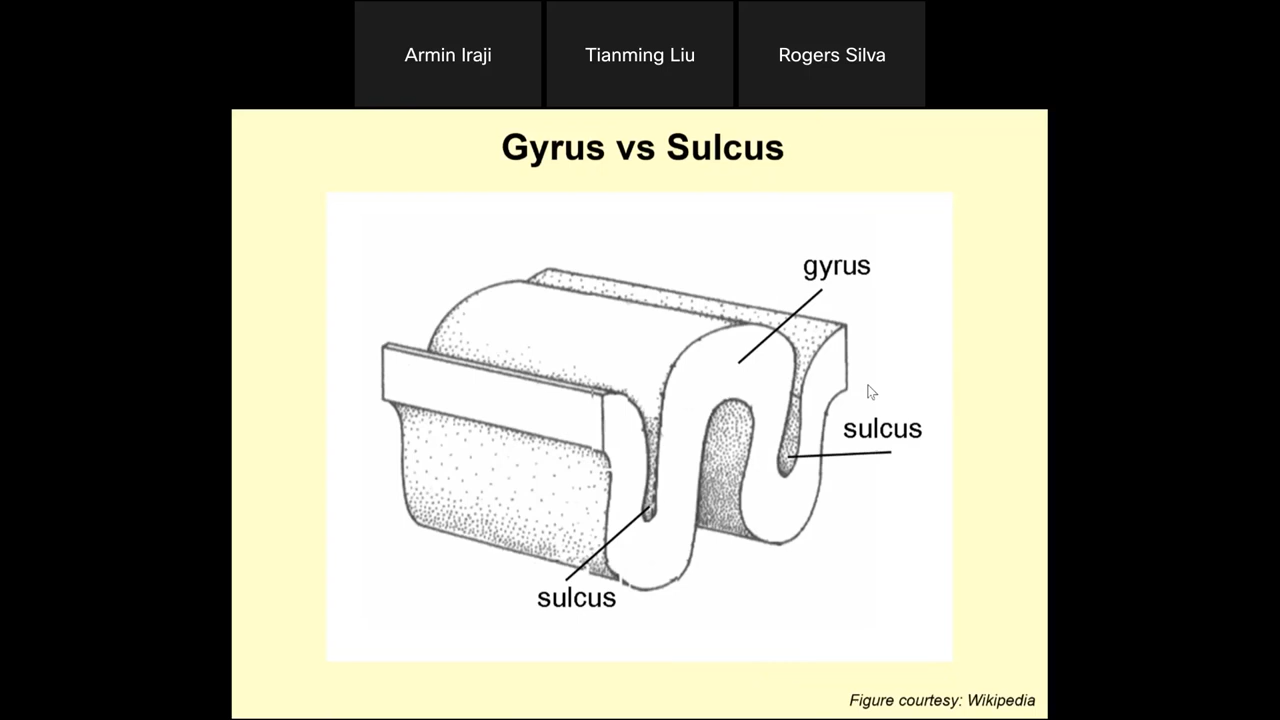 Armin Iraji
Tianming Liu
Rogers Silva
Gyrus vs Sulcus
gyrus
sulcus
sulcus
Figure courtesy: Wikipedia